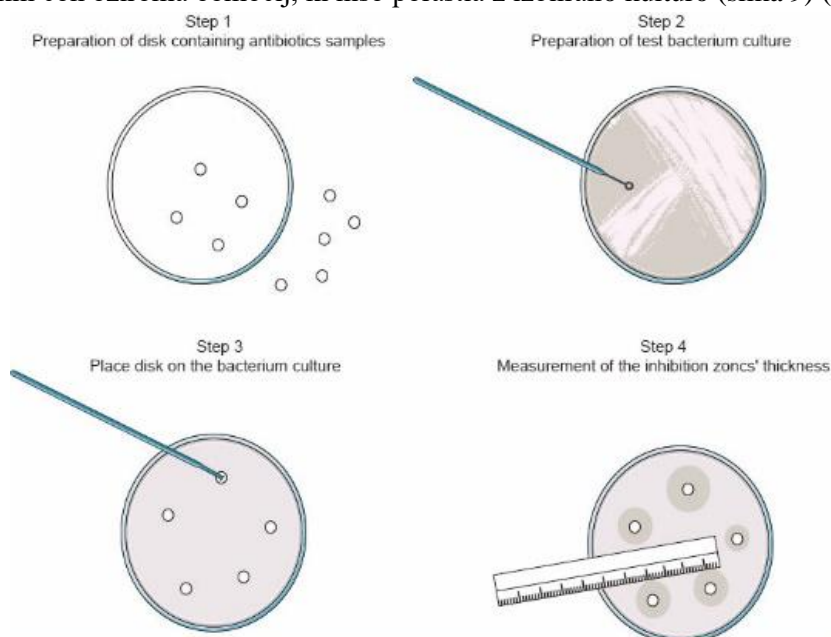 Step 1
Preparation of disk containing antibiotics samples
Step 2
Preparation of test bacterium culture
Step 3
Place disk on the bacterium culture
Step 4
Measurement of the inhibition zoncs' thickness